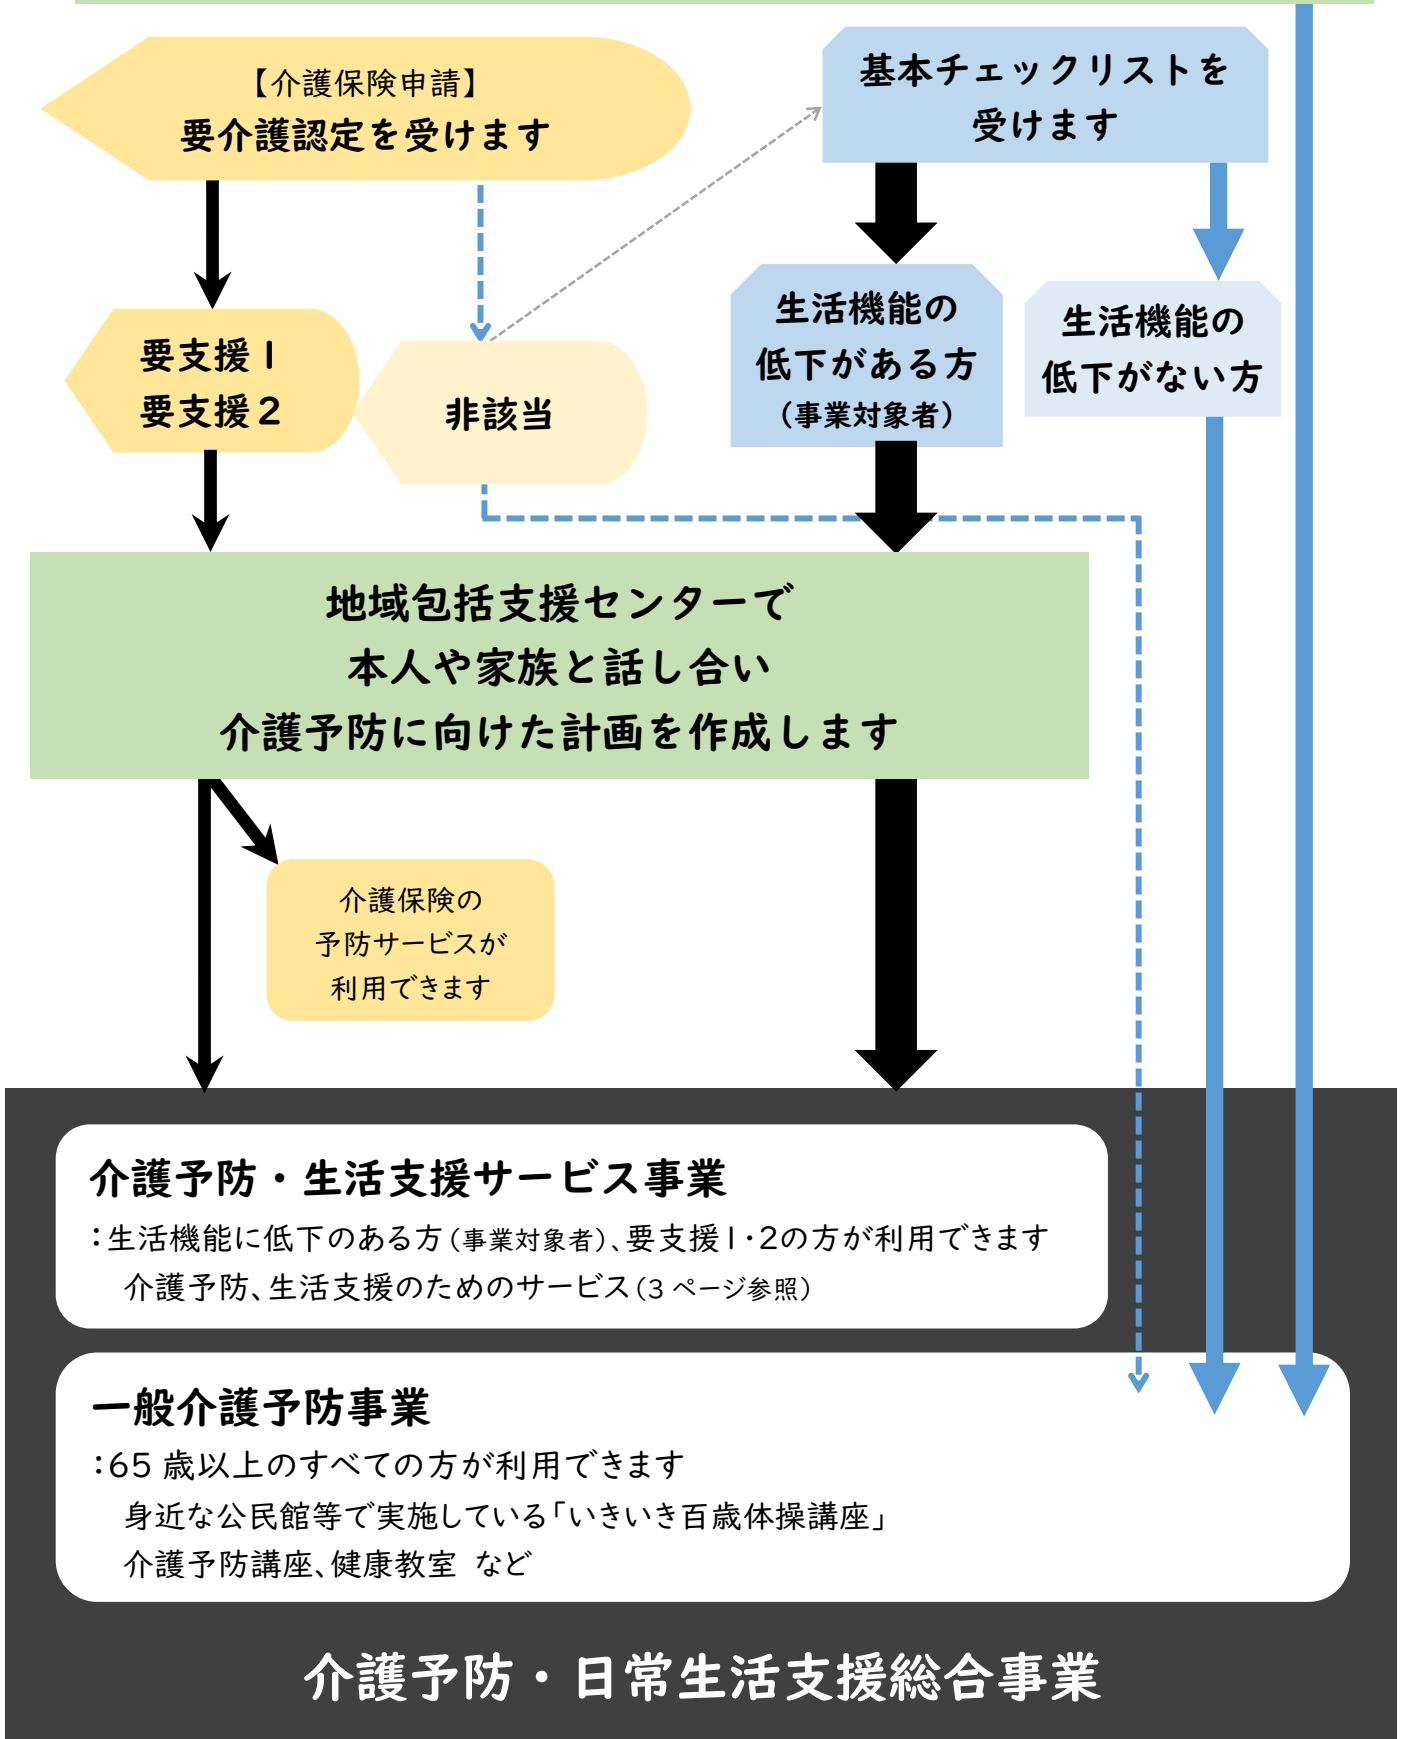 【介護保険申請】
要介護認定を受けます
基本チェックリストを
受けます
要支援1
要支援2
非該当
生活機能の
低下がある方
（事業対象者）
生活機能の
低下がない方
地域包括支援センターで
本人や家族と話し合い
介護予防に向けた計画を作成します
介護保険の
予防サービスが
利用できます
介護予防・生活支援サービス事業
：生活機能に低下のある方（事業対象者）、要支援1・2の方が利用できます
介護予防、生活支援のためのサービス（3 ページ参照）
一般介護予防事業
：65 歳以上のすべての方が利用できます
身近な公民館等で実施している「いきいき百歳体操講座」
介護予防講座、健康教室 など
介護予防・日常生活支援総合事業